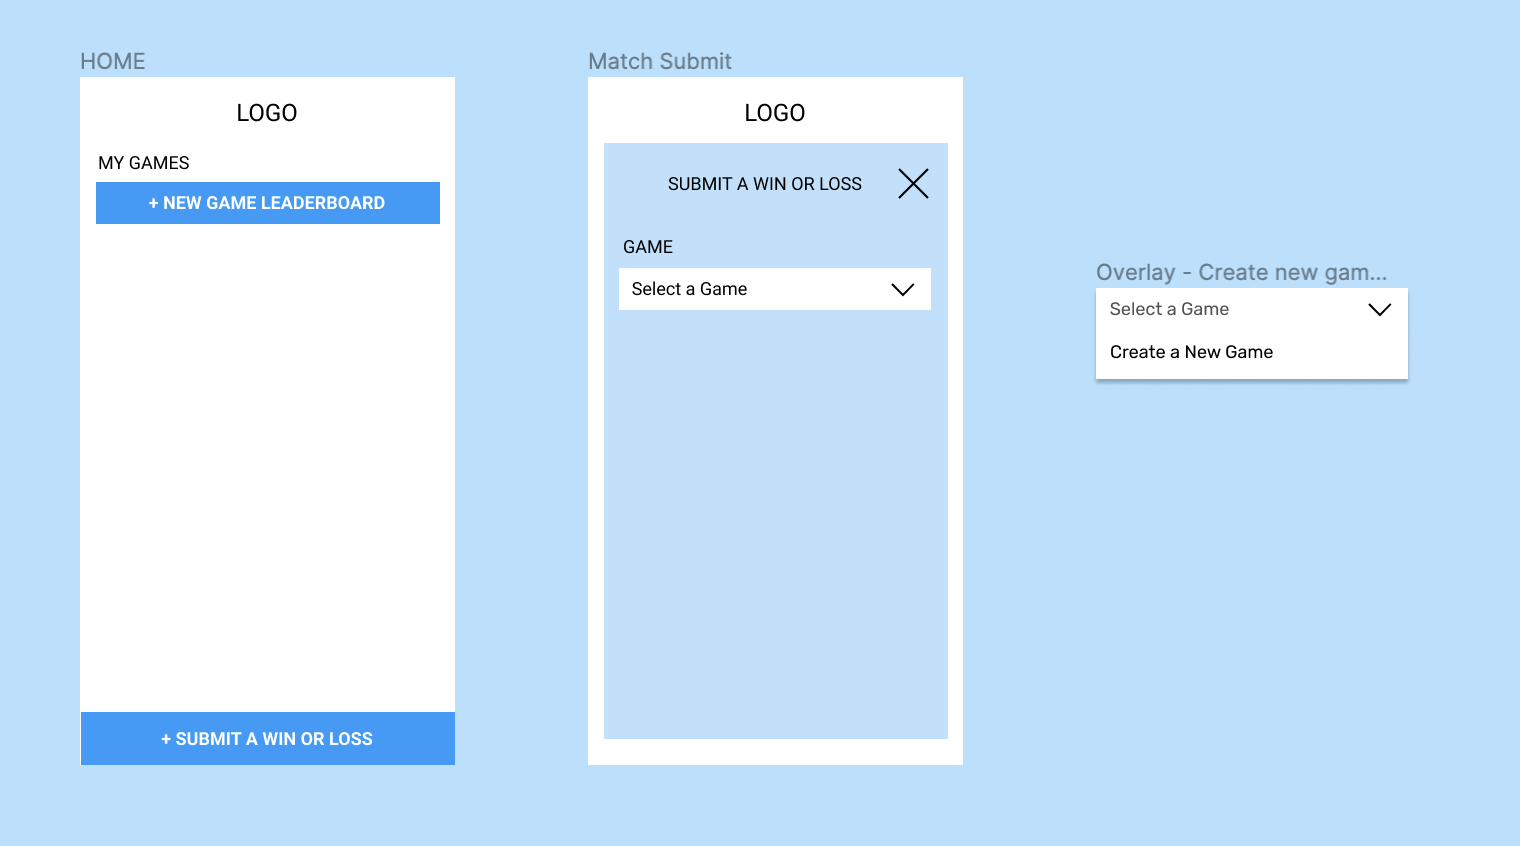 HOME
LOGO
MY GAMES
+ NEW GAME LEADERBOARD
+ SUBMIT A WIN OR LOSS
Match Submit
LOGO
SUBMIT A WIN OR LOSS
GAME
Select a Game
Overlay - Create new gam...
Select a Game
Create a New Game